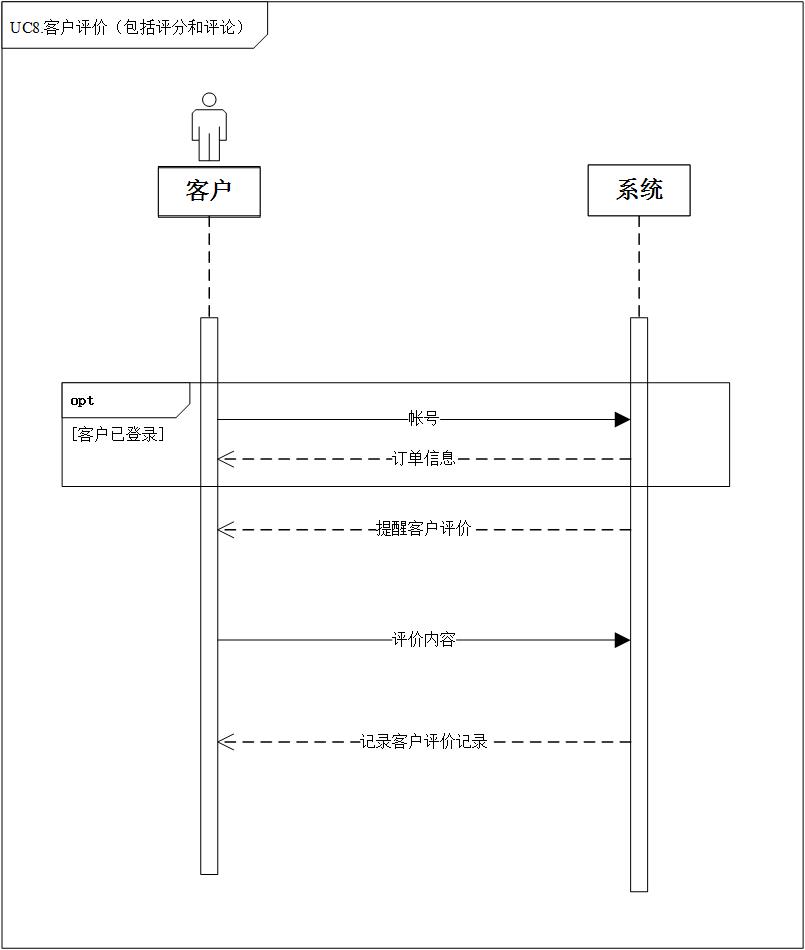 UC8.客户评价（包括评分和评论）
客户
系统
opt
[客户已登录]
帐号
订单信息
提醒客户评价
评价内容
记录客户评价记录